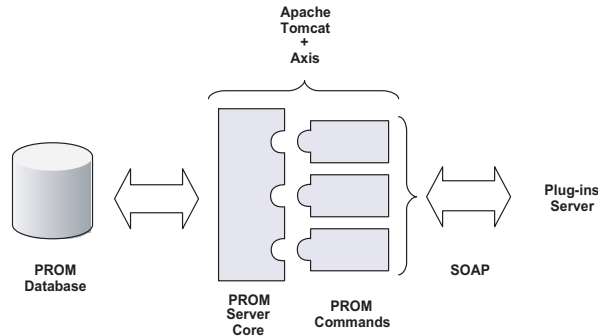 Apache
Tomcat
+
Axis
Plug-ins
Server
PROM
Database
SOAP
PROM
Server
Core
PROM
Commands